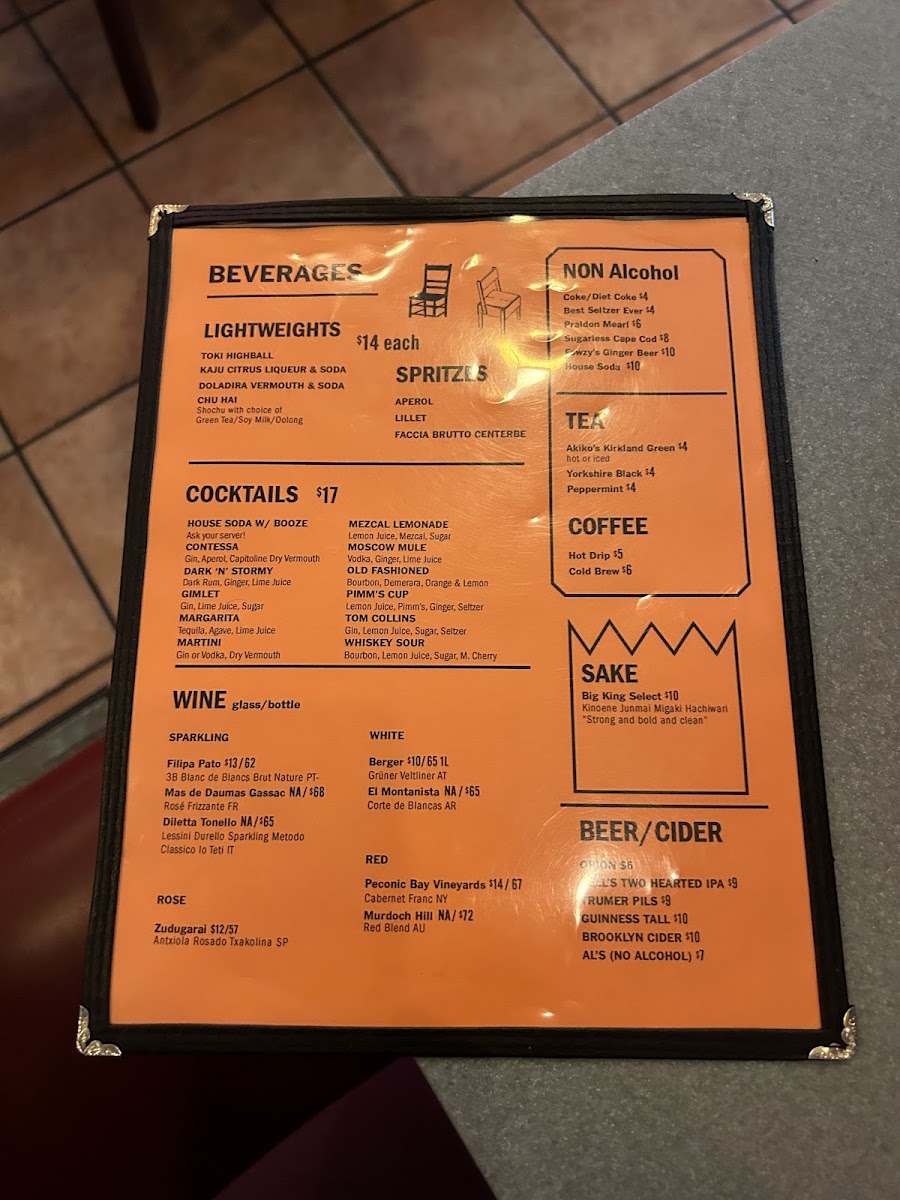 BEVERAGES
LIGHTWEIGHTS
$14 each
TOKI HIGHBALL
KAJU CITRUS LIQUEUR & SODA
DOLADIRA VERMOUTH & SODA
CHU HAI
Shochu with choice of
Green Tea/Soy Milk/Oolong
SPRITZES
APEROL
LILLET
FACCIA BRUTTO CENTERBE
COCKTAILS $17
HOUSE SODA W/ BOOZE
Ask your server!
CONTESSA
Gin, Aperol, Capitoline Dry Vermouth
DARK 'N' STORMY
Dark Rum, Ginger, Lime Juice
GIMLET
Gin, Lime Juice, Sugar
MARGARITA
Tequila, Agave, Lime Juice
MARTINI
Gin or Vodka, Dry Vermouth
MEZCAL LEMONADE
Lemon Juice, Mezcal, Sugar
MOSCOW MULE
Vodka, Ginger, Lime Juice
OLD FASHIONED
Bourbon, Demerara, Orange & Lemon
PIMM'S CUP
Lemon Juice, Pimm's, Ginger, Seltzer
TOM COLLINS
Gin, Lemon Juice, Sugar, Seltzer
WHISKEY SOUR
Bourbon, Lemon Juice, Sugar, M. Cherry
WINE glass/bottle
SPARKLING
Filipa Pato $13/62
3B Blanc de Blancs Brut Nature PT-
Mas de Daumas Gassac NA/$68
Rosé Frizzante FR
Diletta Tonello NA/$65
Lessini Durello Sparkling Metodo
Classico Io Teti IT
ROSE
Zudugarai $12/57
Antxiola Rosado Txakolina SP
WHITE
Berger $10/65 1L
Grüner Veltliner AT
El Montanista NA/$65
Corte de Blancas AR
RED
Peconic Bay Vineyards $14/67
Cabernet Franc NY
Murdoch Hill NA/$72
Red Blend AU
NON Alcohol
Coke/Diet Coke $4
Best Seltzer Ever $4
Praldon Mearl $6
Sugarless Cape Cod $8
Ginger Beer $10
House Soda $10
TEA
Akiko's Kirkland Green $4
hot or iced
Yorkshire Black $4
Peppermint $4
COFFEE
Hot Drip $5
Cold Brew $6
SAKE
Big King Select $10
Kinoene Junmai Migaki Hachiwari
"Strong and bold and clean"
BEER/CIDER
ORION $6
TWO HEARTED IPA $9
TRUMER PILS $9
GUINNESS TALL $10
BROOKLYN CIDER $10
AL'S (NO ALCOHOL) $7